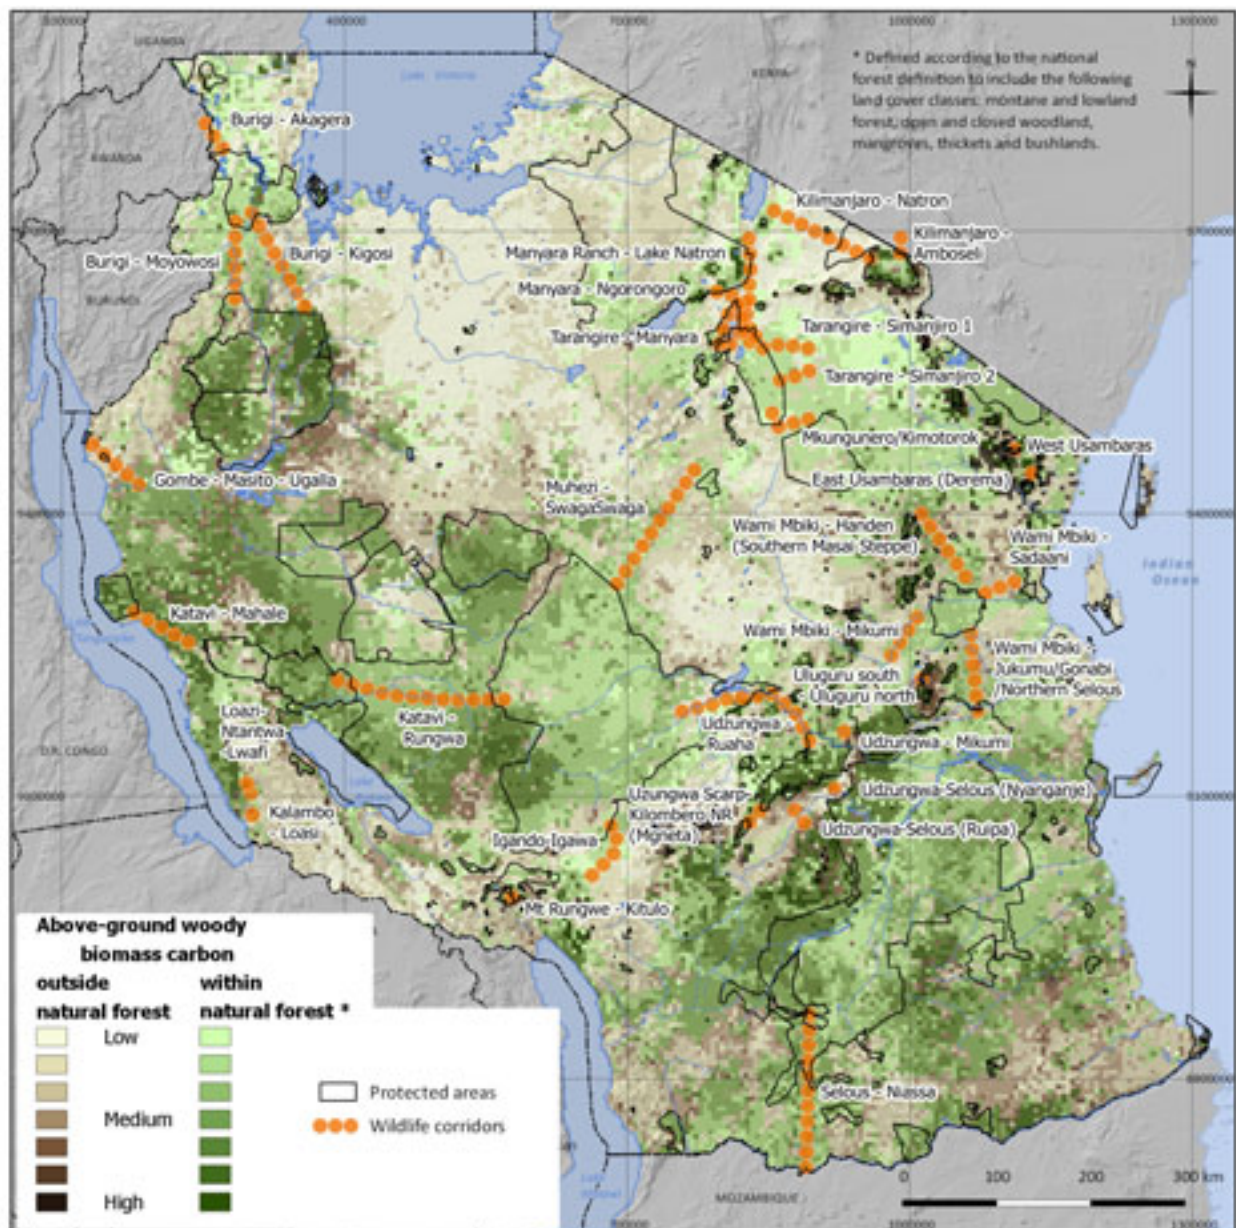 400000
700000
1000000
1300000
UGANDA
Lake Victoria
KENYA
* Defined according to the national
forest definition to include the following
land cover classes: montane and lowland
forest, open and closed woodland,
mangroves, thickets and bushlands.
N
Burigi - Akagera
RWANDA
Kilimanjaro - Natron
Kilimanjaro -
Amboseli
Manyara Ranch - Lake Natron
Burigi - Moyowosi
Burigi - Kigosi
BURUNDI
Manyara - Ngorongoro
Tarangire - Manyara
Tarangire - Simanjiro 1
Tarangire - Simanjiro 2
Mkungunero/Kimotorok
West Usambaras
East Usambaras (Derema)
Gombe - Masito - Ugalla
Muhezi -
SwagaSwaga
Wami Mbiki - Handen
(Southern Masai Steppe)
Wami Mbiki -
Sadaani
Indian
Ocean
Katavi - Mahale
Wami Mbiki - Mikumi
Wami Mbiki -
Jukumu/Gonabi
/Northern Selous
Uluguru south
- Uluguru north
Loazi-
Ntantwa
-Lwafi
Katavi -
Rungwa
Udzungwa -
Ruaha
Udzungwa - Mikumi
D.R. CONGO
Udzungwa-Selous (Nyanganje)
Uzungwa Scarp-
Kilombero NR
(Mgneta)
Udzungwa-Selous (Ruipa)
Kalambo
- Loasi
Igando-Igawa
Mt Rungwe - Kitulo
Selous - Niassa
Above-ground woody
biomass carbon
outside
natural forest
within
natural forest *
Low
Medium
High
Protected areas
Wildlife corridors
MOZAMBIQUE
0 100 200 300 km